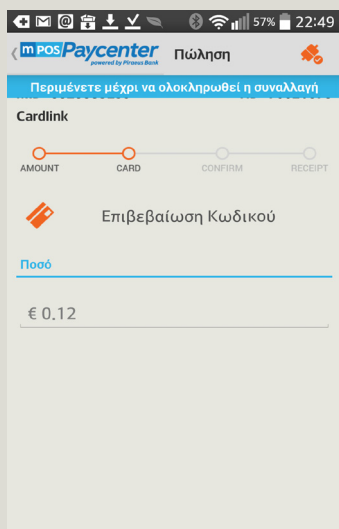 57% 22:49
m POS Paycenter Πώληση
powered by Piraeus Bank
Περιμένετε μέχρι να ολοκληρωθεί η συναλλαγή
Cardlink
AMOUNT CARD CONFIRM RECEIPT
Επιβεβαίωση Κωδικού
Ποσό
€ 0.12